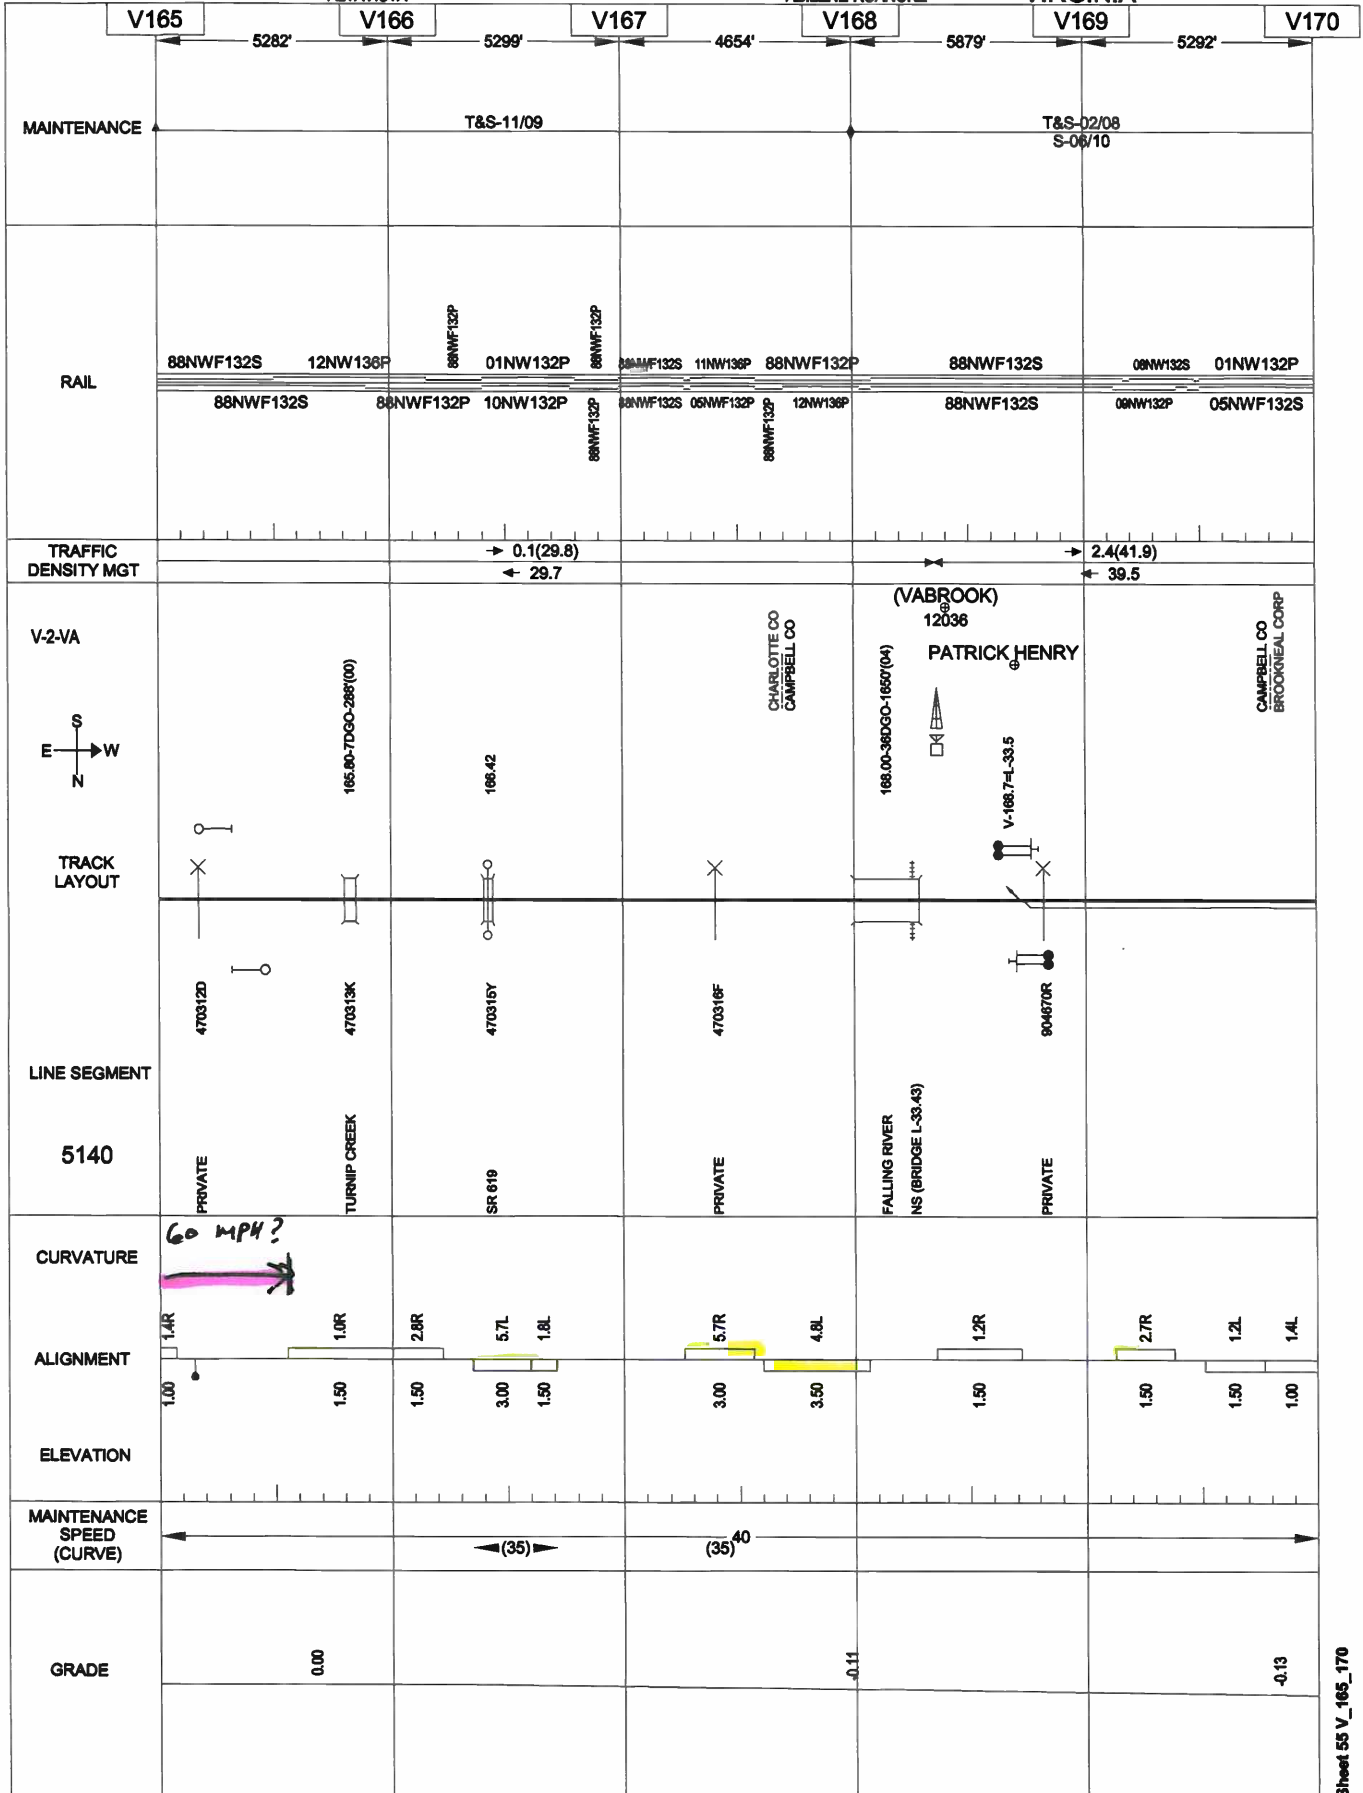 V165 V166 V167 V168 V169 V170
5282' 5299' 4654' 5879' 5292'
MAINTENANCE
T&S-11/09
T&S-02/08
S-06/10
RAIL
88NWF132S 12NW136P 88NWF132P 01NW132P 88NWF132P 11NW136P 88NWF132P 88NWF132S 01NW132P
88NWF132S 88NWF132P 10NW132P 88NWF132P 88NWF132S 05NWF132P 88NWF132P 12NW136P 88NWF132S 09NW132P 05NWF132S
TRAFFIC
DENSITY MGT
0.1(29.8)
29.7
2.4(41.9)
39.5
V-2-VA
S
E W
N
165.80-7DGO-288'(00)
166.42
CHARLOTTE CO
CAMPBELL CO
168.00-36DGO-1650'(04)
(VABROOK)
12036
PATRICK HENRY
V-168.7=L-33.5
CAMPBELL CO
BROOKNEAL CORP
TRACK
LAYOUT
470312D 470313K 470315Y 470316F 904670R
LINE SEGMENT
5140
PRIVATE
TURNIP CREEK
SR 619
PRIVATE
FALLING RIVER
NS (BRIDGE L-33.43)
PRIVATE
CURVATURE
60 MPH?
ALIGNMENT
1.4R 1.0R 2.8R 5.7L 1.8L 5.7R 4.8L 1.2R 2.7R 1.2L 1.4L
1.00 1.50 1.50 3.00 1.50 3.00 3.50 1.50 1.50 1.50 1.00
ELEVATION
MAINTENANCE
SPEED
(CURVE)
40
(35) (35)
GRADE
0.00 -0.11 -0.13
Sheet 55 V_165_170